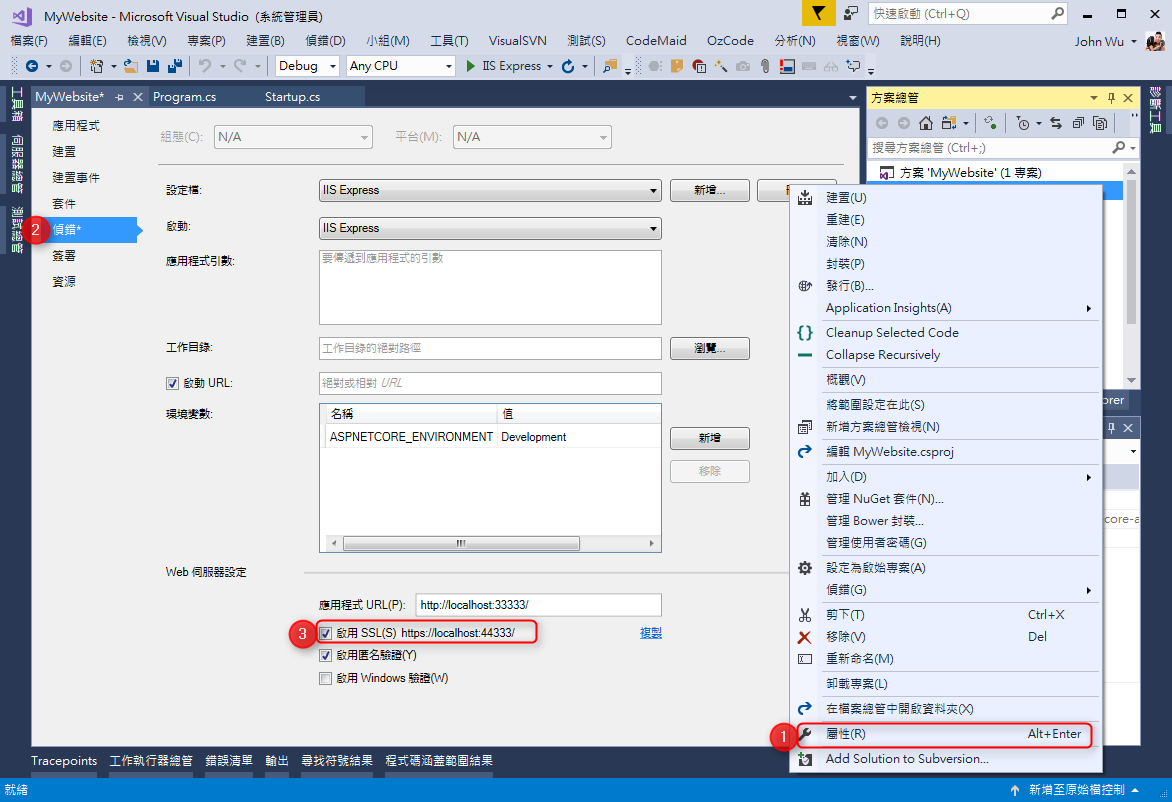 MyWebsite - Microsoft Visual Studio (系統管理員)
快速啟動 (Ctrl+Q)
檔案(F) 編輯(E) 檢視(V) 專案(P) 建置(B) 偵錯(D) 小組(M) 工具(T) VisualSVN 測試(S) CodeMaid OzCode 分析(N) 視窗(W) 說明(H) John Wu
Debug Any CPU IIS Express
工具箱
伺服器總管
測試總管
MyWebsite* Program.cs Startup.cs
應用程式
建置
建置事件
套件
2 偵錯*
簽署
資源
組態(C): N/A 平台(M): N/A
設定檔: IIS Express 新增...
啟動: IIS Express
應用程式引數: 要傳遞到應用程式的引數
工作目錄: 工作目錄的絕對路徑 瀏覽...
啟動 URL: 絕對或相對 URL
環境變數: 名稱 值
ASPNETCORE_ENVIRONMENT Development
新增
移除
Web 伺服器設定
應用程式 URL(P): http://localhost:33333/
3 啟用 SSL(S) https://localhost:44333/ 複製
啟用匿名驗證(Y)
啟用 Windows 驗證(W)
方案總管
搜尋方案總管 (Ctrl+;)
方案 'MyWebsite' (1 專案)
診斷工具
orer
core-a
建置(U)
重建(E)
清除(N)
封裝(P)
發行(B)...
Application Insights(A)
Cleanup Selected Code
Collapse Recursively
概觀(V)
將範圍設定在此(S)
新增方案總管檢視(N)
編輯 MyWebsite.csproj
加入(D)
管理 NuGet 套件(N)...
管理 Bower 封裝...
管理使用者密碼(G)
設定為啟始專案(A)
偵錯(G)
剪下(T) Ctrl+X
移除(V) Del
重新命名(M)
卸載專案(L)
在檔案總管中開啟資料夾(X)
1 屬性(R) Alt+Enter
Add Solution to Subversion...
Tracepoints 工作執行器總管 錯誤清單 輸出 尋找符號結果 程式碼涵蓋範圍結果
就緒 新增至原始檔控制